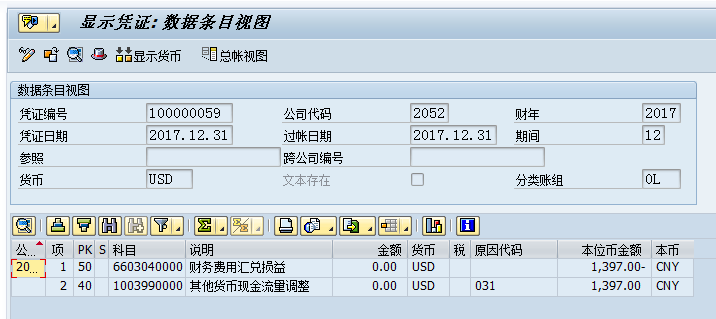 显示凭证:数据条目视图
显示货币 总帐视图
数据条目视图
凭证编号 100000059 公司代码 2052 财年 2017
凭证日期 2017.12.31 过帐日期 2017.12.31 期间 12
参照 跨公司编号
货币 USD 文本存在 分类账组 0L
公... 项 PK S 科目 说明 金额 货币 税 原因代码 本位币金额 本币
20... 1 50 6603040000 财务费用汇兑损益 0.00 USD 1,397.00- CNY
2 40 1003990000 其他货币现金流量调整 0.00 USD 031 1,397.00 CNY